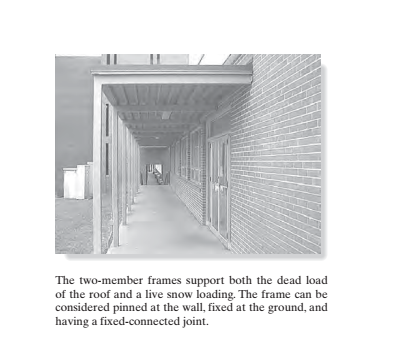 The two-member frames support both the dead load
of the roof and a live snow loading. The frame can be
considered pinned at the wall, fixed at the ground, and
having a fixed-connected joint.